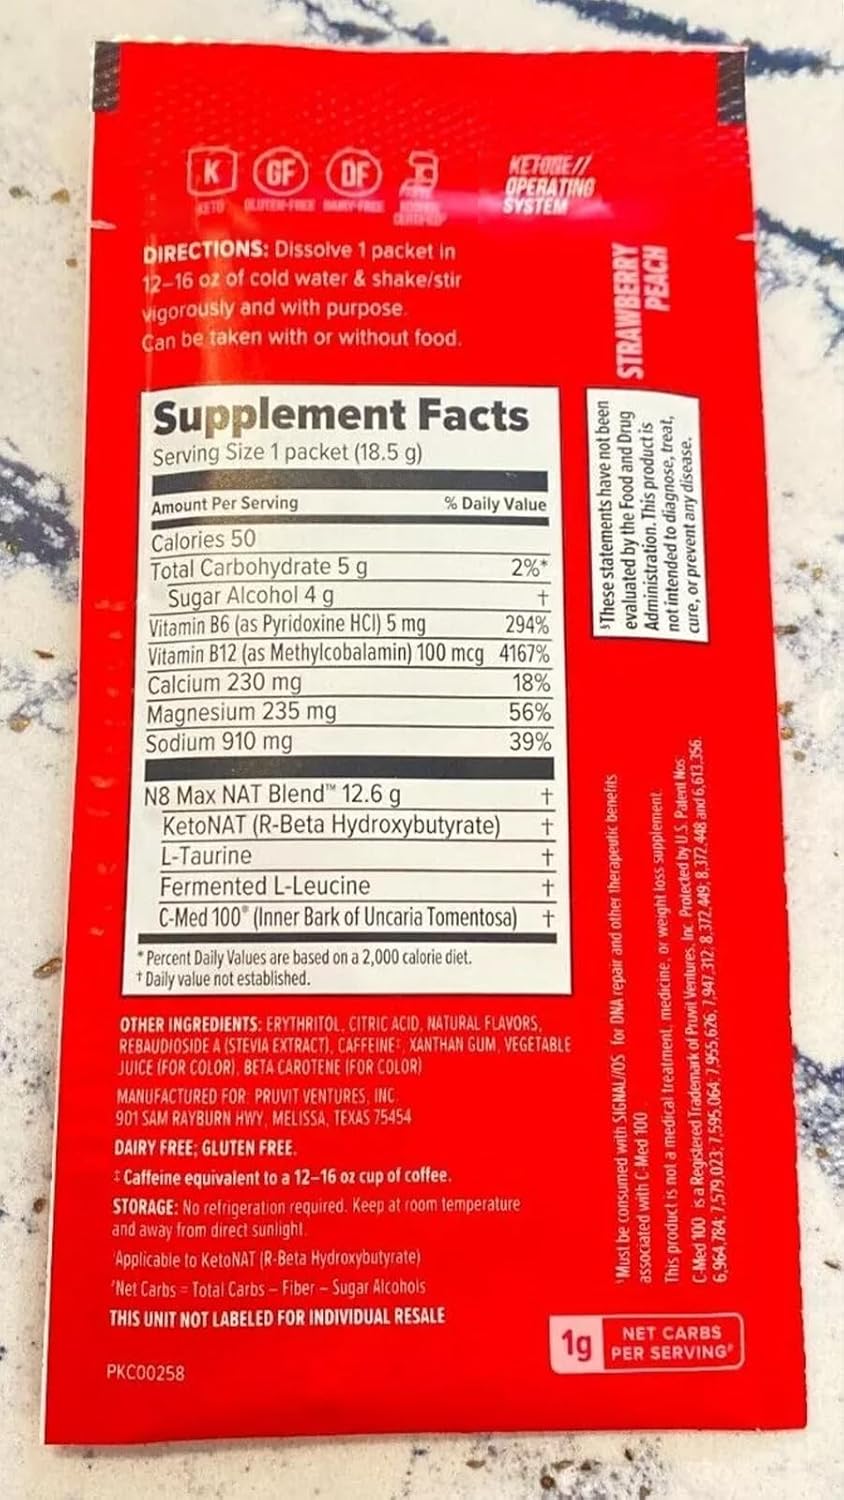 K
GF
DF
KETO
GLUTEN-FREE
DAIRY-FREE
CERTIFIED
KETONE//
OPERATING
SYSTEM
DIRECTIONS: Dissolve 1 packet in
12–16 oz of cold water & shake/stir
vigorously and with purpose.
Can be taken with or without food.
STRAWBERRY
PEACH
Supplement Facts
Serving Size 1 packet (18.5 g)
Amount Per Serving % Daily Value
Calories 50
Total Carbohydrate 5 g 2%*
Sugar Alcohol 4 g †
Vitamin B6 (as Pyridoxine HCl) 5 mg 294%
Vitamin B12 (as Methylcobalamin) 100 mcg 4167%
Calcium 230 mg 18%
Magnesium 235 mg 56%
Sodium 910 mg 39%
N8 Max NAT Blend™ 12.6 g †
KetoNAT (R-Beta Hydroxybutyrate) †
L-Taurine †
Fermented L-Leucine †
C-Med 100® (Inner Bark of Uncaria Tomentosa) †
* Percent Daily Values are based on a 2,000 calorie diet.
† Daily value not established.
§These statements have not been
evaluated by the Food and Drug
Administration. This product is
not intended to diagnose, treat,
cure, or prevent any disease.
OTHER INGREDIENTS: ERYTHRITOL, CITRIC ACID, NATURAL FLAVORS,
REBAUDIOSIDE A (STEVIA EXTRACT), CAFFEINE‡, XANTHAN GUM, VEGETABLE
JUICE (FOR COLOR), BETA CAROTENE (FOR COLOR)
MANUFACTURED FOR: PRUVIT VENTURES, INC.
901 SAM RAYBURN HWY, MELISSA, TEXAS 75454
DAIRY FREE; GLUTEN FREE.
‡ Caffeine equivalent to a 12–16 oz cup of coffee.
STORAGE: No refrigeration required. Keep at room temperature
and away from direct sunlight.
Applicable to KetoNAT (R-Beta Hydroxybutyrate)
Net Carbs = Total Carbs – Fiber – Sugar Alcohols
THIS UNIT NOT LABELED FOR INDIVIDUAL RESALE
PKC00258
Must be consumed with SIGNAL//OS for DNA repair and other therapeutic benefits
associated with C-Med 100
This product is not a medical treatment, medicine, or weight loss supplement.
C-Med 100 is a Registered Trademark of Pruvit Ventures, Inc. Protected by U.S. Patent Nos:
6,964,784; 7,579,023; 7,595,064; 7,955,626; 7,947,312; 8,372,449; 8,372,448 and 6,613,356.
1g NET CARBS
PER SERVING